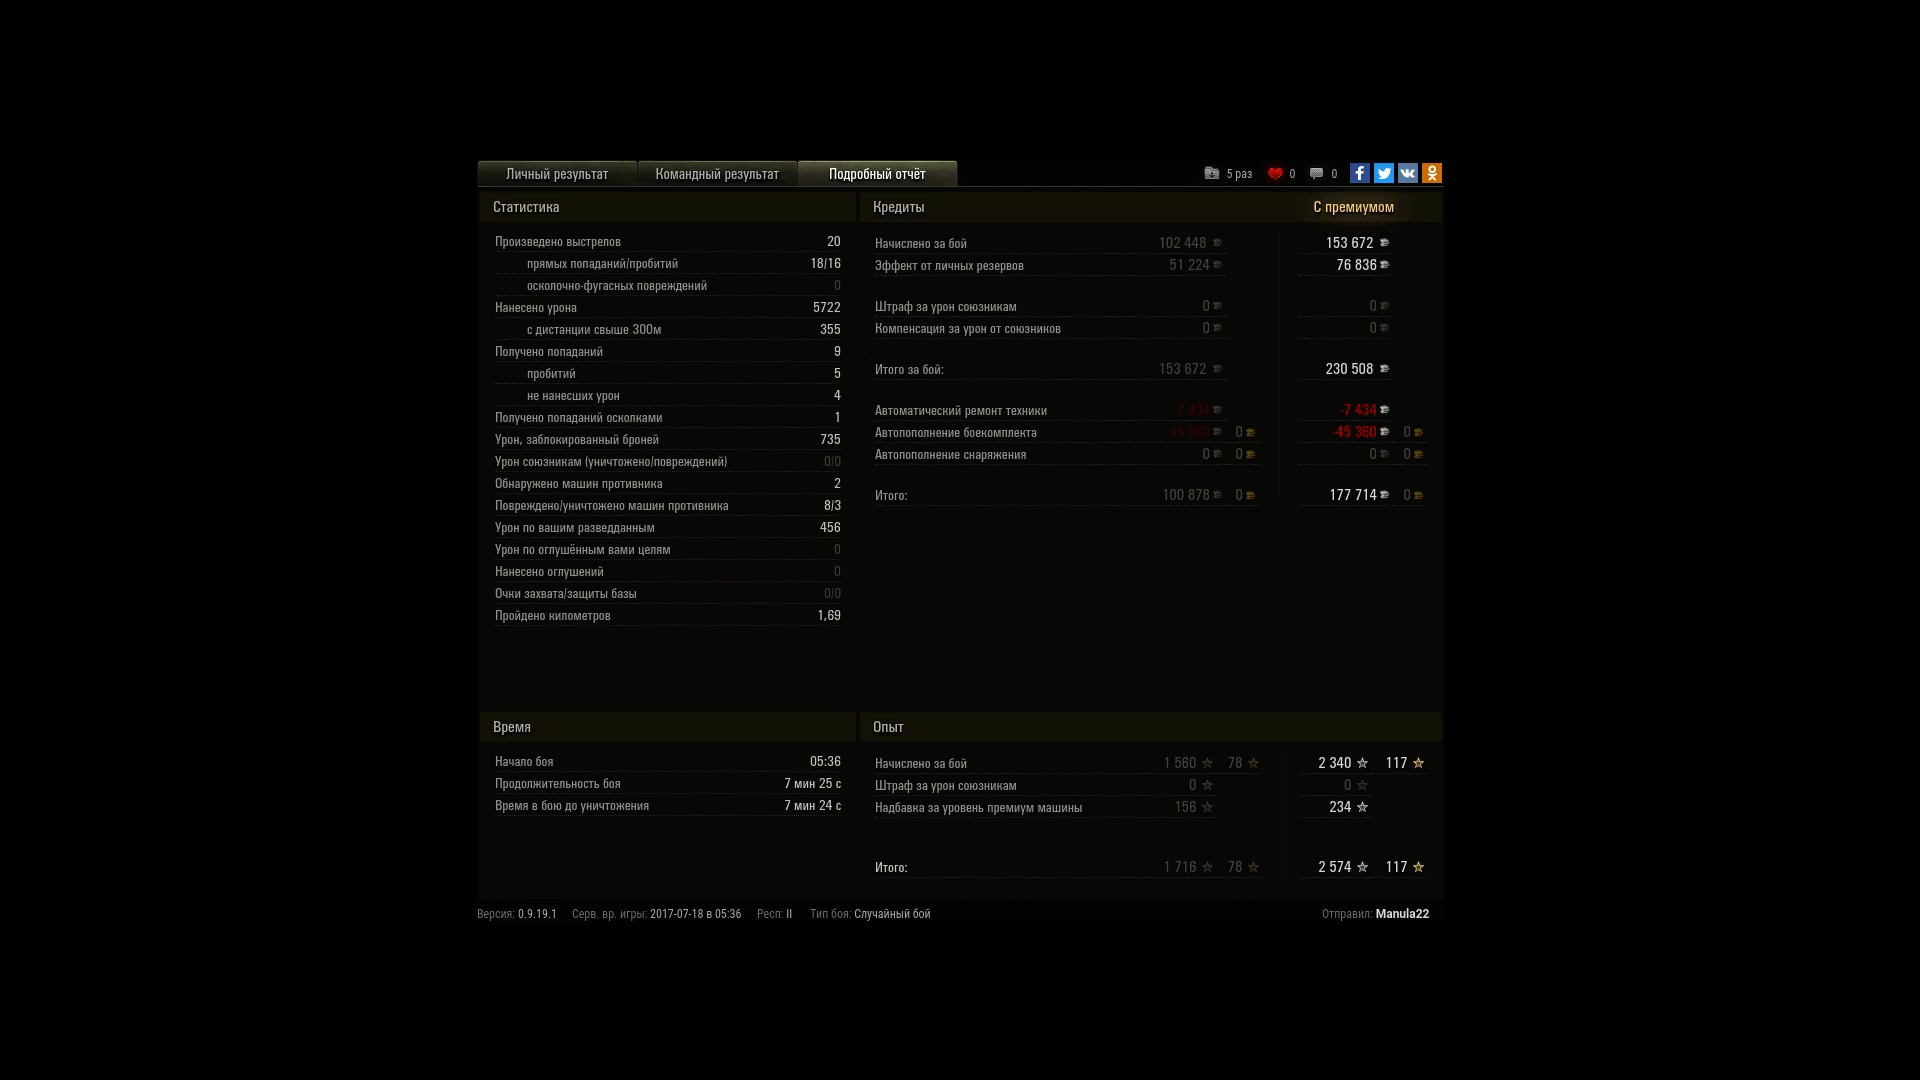 Личный результат Командный результат Подробный отчёт 5 раз 0 0
Статистика
Произведено выстрелов 20
прямых попаданий/пробитий 18/16
осколочно-фугасных повреждений 0
Нанесено урона 5722
с дистанции свыше 300м 355
Получено попаданий 9
пробитий 5
не нанесших урон 4
Получено попаданий осколками 1
Урон, заблокированный броней 735
Урон союзникам (уничтожено/повреждений) 0/0
Обнаружено машин противника 2
Повреждено/уничтожено машин противника 8/3
Урон по вашим разведданным 456
Урон по оглушённым вами целям 0
Нанесено оглушений 0
Очки захвата/защиты базы 0/0
Пройдено километров 1,69
Кредиты С премиумом
Начислено за бой 102 448 153 672
Эффект от личных резервов 51 224 76 836
Штраф за урон союзникам 0 0
Компенсация за урон от союзников 0 0
Итого за бой: 153 672 230 508
Автоматический ремонт техники -7 434 -7 434
Автопополнение боекомплекта -45 360 0 -45 360 0
Автопополнение снаряжения 0 0 0 0
Итого: 100 878 0 177 714 0
Время
Начало боя 05:36
Продолжительность боя 7 мин 25 с
Время в бою до уничтожения 7 мин 24 с
Опыт
Начислено за бой 1 560 78 2 340 117
Штраф за урон союзникам 0 0
Надбавка за уровень премиум машины 156 234
Итого: 1 716 78 2 574 117
Версия: 0.9.19.1 Серв. вр. игры: 2017-07-18 в 05:36 Респ: II Тип боя: Случайный бой Отправил: Manula22